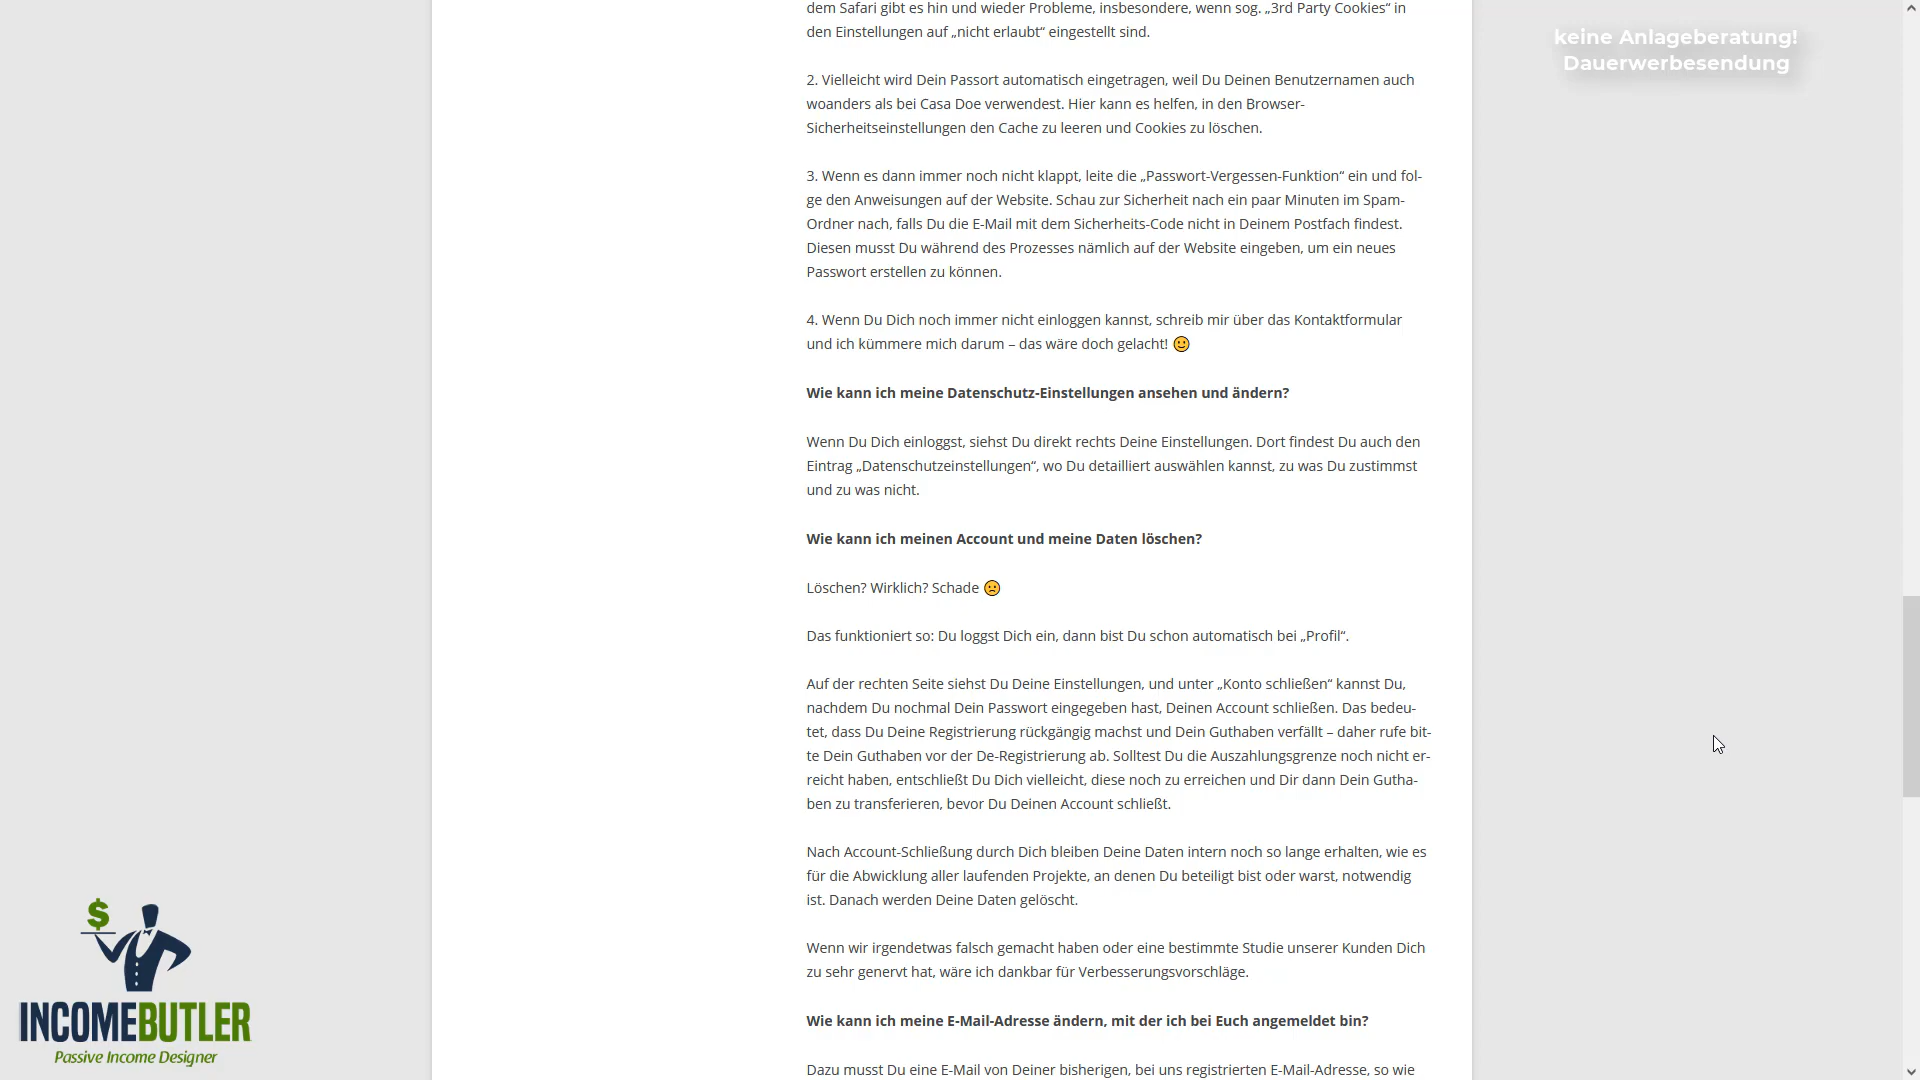 dem Safari gibt es hin und wieder Probleme, insbesondere, wenn sog. „3rd Party Cookies“ in
den Einstellungen auf „nicht erlaubt“ eingestellt sind.
keine Anlageberatung!
Dauerwerbesendung
2. Vielleicht wird Dein Passort automatisch eingetragen, weil Du Deinen Benutzernamen auch
woanders als bei Casa Doe verwendest. Hier kann es helfen, in den Browser-
Sicherheitseinstellungen den Cache zu leeren und Cookies zu löschen.
3. Wenn es dann immer noch nicht klappt, leite die „Passwort-Vergessen-Funktion“ ein und fol-
ge den Anweisungen auf der Website. Schau zur Sicherheit nach ein paar Minuten im Spam-
Ordner nach, falls Du die E-Mail mit dem Sicherheits-Code nicht in Deinem Postfach findest.
Diesen musst Du während des Prozesses nämlich auf der Website eingeben, um ein neues
Passwort erstellen zu können.
4. Wenn Du Dich noch immer nicht einloggen kannst, schreib mir über das Kontaktformular
und ich kümmere mich darum – das wäre doch gelacht! 🙂
Wie kann ich meine Datenschutz-Einstellungen ansehen und ändern?
Wenn Du Dich einloggst, siehst Du direkt rechts Deine Einstellungen. Dort findest Du auch den
Eintrag „Datenschutzeinstellungen“, wo Du detailliert auswählen kannst, zu was Du zustimmst
und zu was nicht.
Wie kann ich meinen Account und meine Daten löschen?
Löschen? Wirklich? Schade 🙁
Das funktioniert so: Du loggst Dich ein, dann bist Du schon automatisch bei „Profil“.
Auf der rechten Seite siehst Du Deine Einstellungen, und unter „Konto schließen“ kannst Du,
nachdem Du nochmal Dein Passwort eingegeben hast, Deinen Account schließen. Das bedeu-
tet, dass Du Deine Registrierung rückgängig machst und Dein Guthaben verfällt – daher rufe bit-
te Dein Guthaben vor der De-Registrierung ab. Solltest Du die Auszahlungsgrenze noch nicht er-
reicht haben, entschließt Du Dich vielleicht, diese noch zu erreichen und Dir dann Dein Gutha-
ben zu transferieren, bevor Du Deinen Account schließt.
Nach Account-Schließung durch Dich bleiben Deine Daten intern noch so lange erhalten, wie es
für die Abwicklung aller laufenden Projekte, an denen Du beteiligt bist oder warst, notwendig
ist. Danach werden Deine Daten gelöscht.
Wenn wir irgendetwas falsch gemacht haben oder eine bestimmte Studie unserer Kunden Dich
zu sehr genervt hat, wäre ich dankbar für Verbesserungsvorschläge.
Wie kann ich meine E-Mail-Adresse ändern, mit der ich bei Euch angemeldet bin?
Dazu musst Du eine E-Mail von Deiner bisherigen, bei uns registrierten E-Mail-Adresse, so wie
$
INCOMEBUTLER
Passive Income Designer